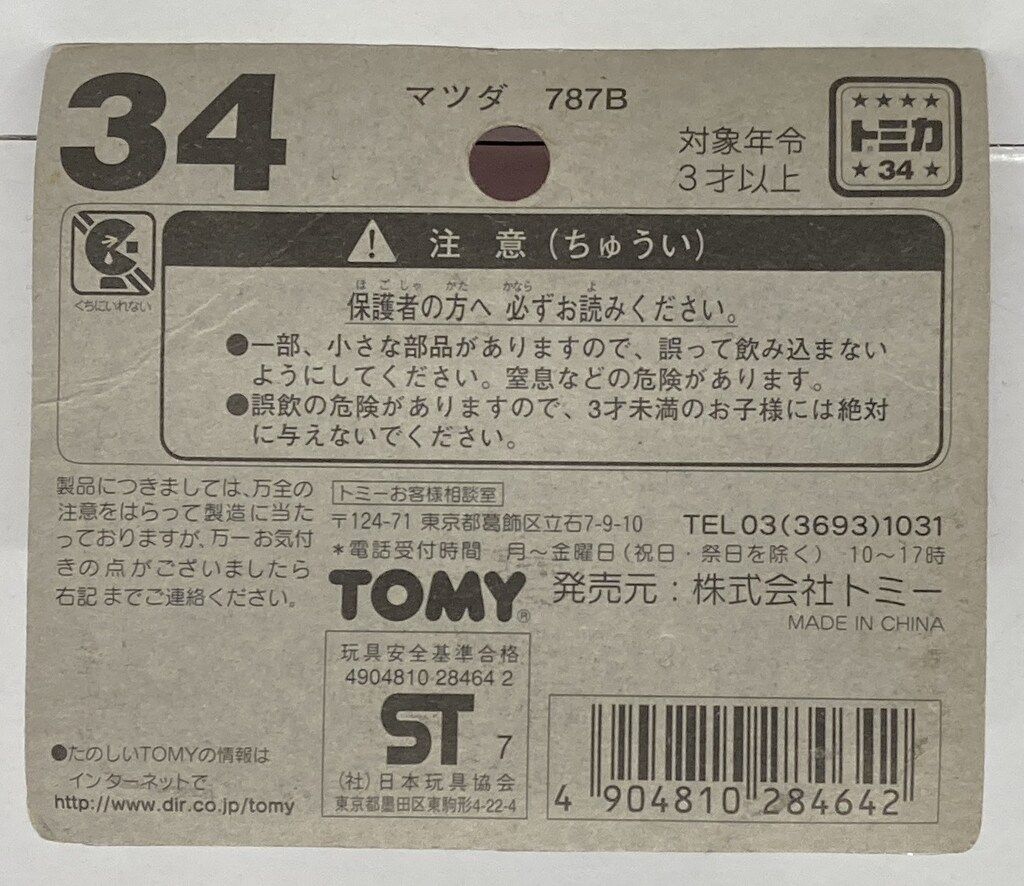 34
マツダ 787B
対象年令
3才以上
★★★★
トミカ
★34★
くちにいれない
⚠注 意(ちゅうい)
ほごしゃ がた かなら よ
保護者の方へ 必ずお読みください。
●一部、小さな部品がありますので、誤って飲み込まない
ようにしてください。窒息などの危険があります。
●誤飲の危険がありますので、3才未満のお子様には絶対
に与えないでください。
製品につきましては、万全の
注意をはらって製造に当た
っておりますが、万一お気付
きの点がございましたら
右記までご連絡ください。
トミーお客様相談室
〒124-71 東京都葛飾区立石7-9-10 TEL03(3693)1031
*電話受付時間 月〜金曜日(祝日・祭日を除く) 10〜17時
TOMY® 発売元:株式会社トミー
MADE IN CHINA
玩具安全基準合格
4904810 28464 2
ST 7
(社)日本玩具協会
東京都墨田区東駒形4-22-4
●たのしいTOMYの情報は
インターネットで
http://www.dir.co.jp/tomy
4 904810 284642